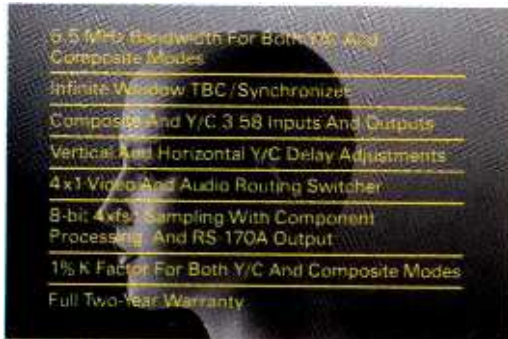 5.5 MHz Bandwidth For Both Y/C And
Composite Modes
Infinite Window TBC/Synchronizer
Composite And Y/C 3.58 Inputs And Outputs
Vertical And Horizontal Y/C Delay Adjustments
4x1 Video And Audio Routing Switcher
8-bit 4xfsc Sampling With Component
Processing And RS-170A Output
1% K Factor For Both Y/C And Composite Modes
Full Two-Year Warranty